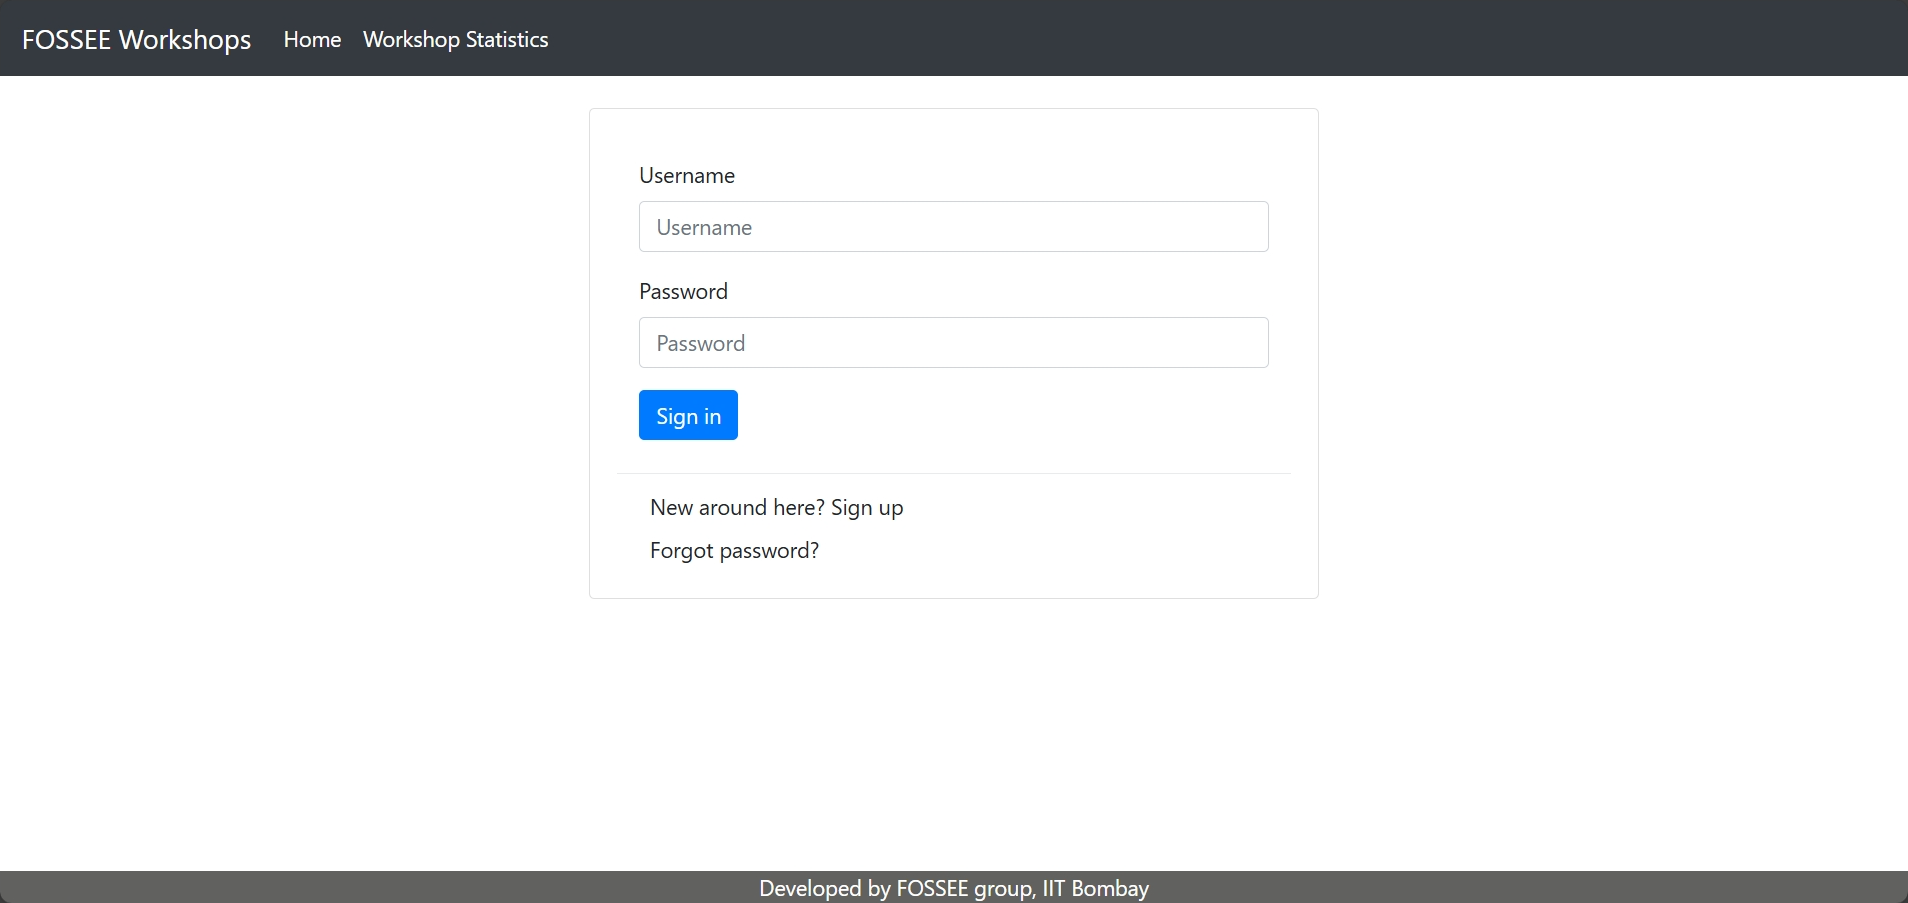 FOSSEE Workshops Home Workshop Statistics
Username
Username
Password
Password
Sign in
New around here? Sign up
Forgot password?
Developed by FOSSEE group, IIT Bombay